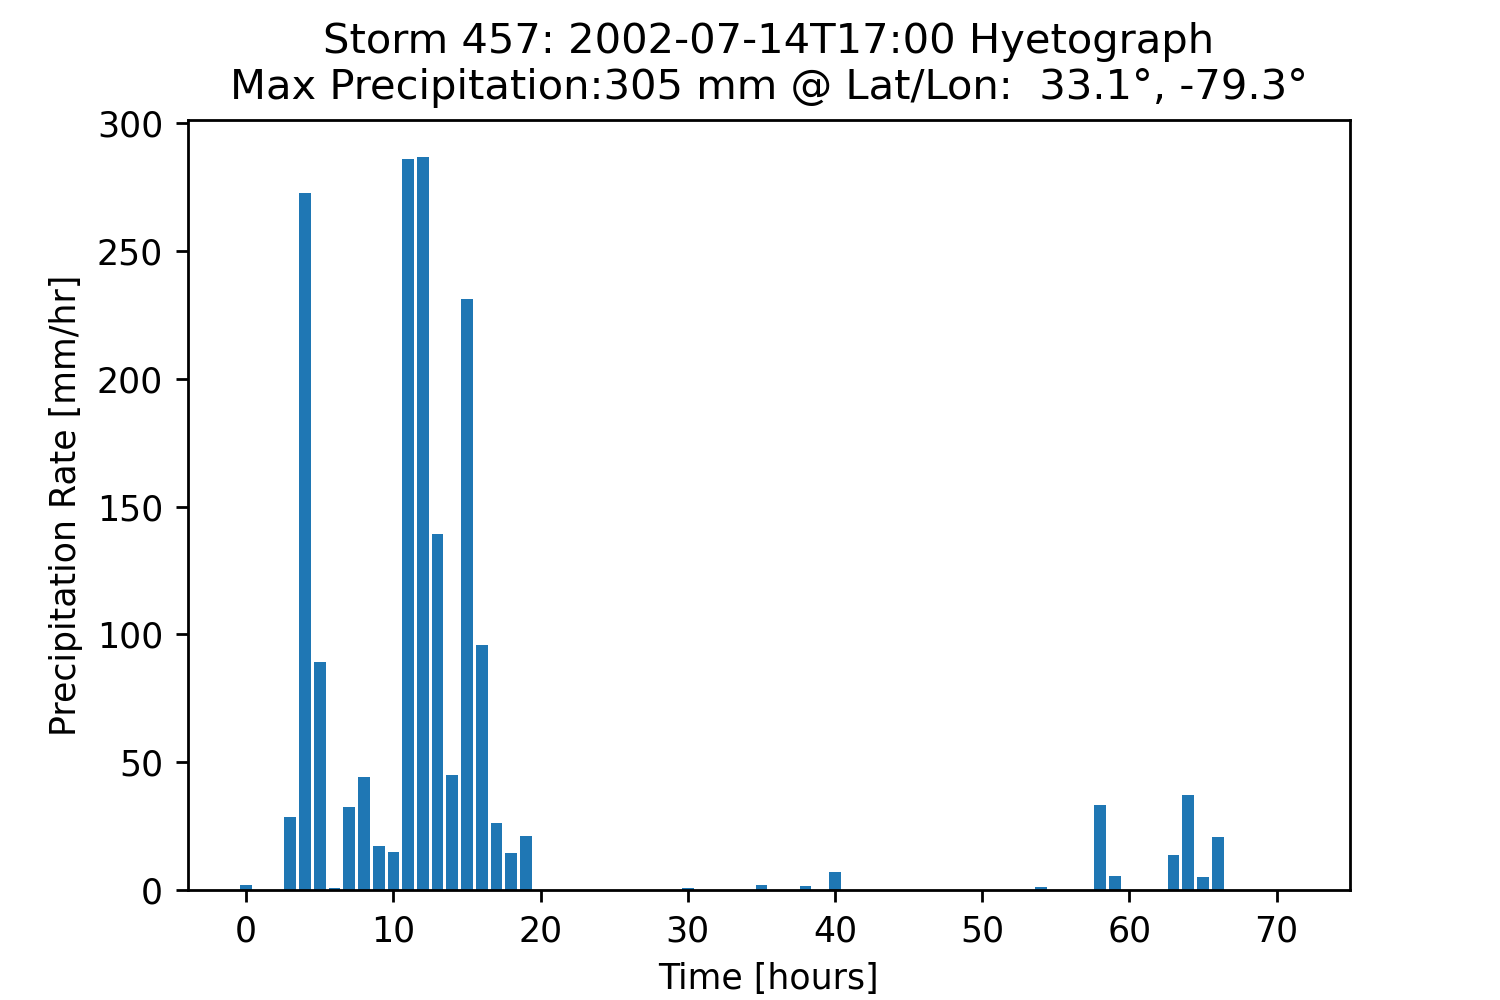 Storm 457: 2002-07-14T17:00 Hyetograph
Max Precipitation:305 mm @ Lat/Lon:  33.1°, -79.3°
300
250
200
150
100
50
0
Precipitation Rate [mm/hr]
0 10 20 30 40 50 60 70
Time [hours]